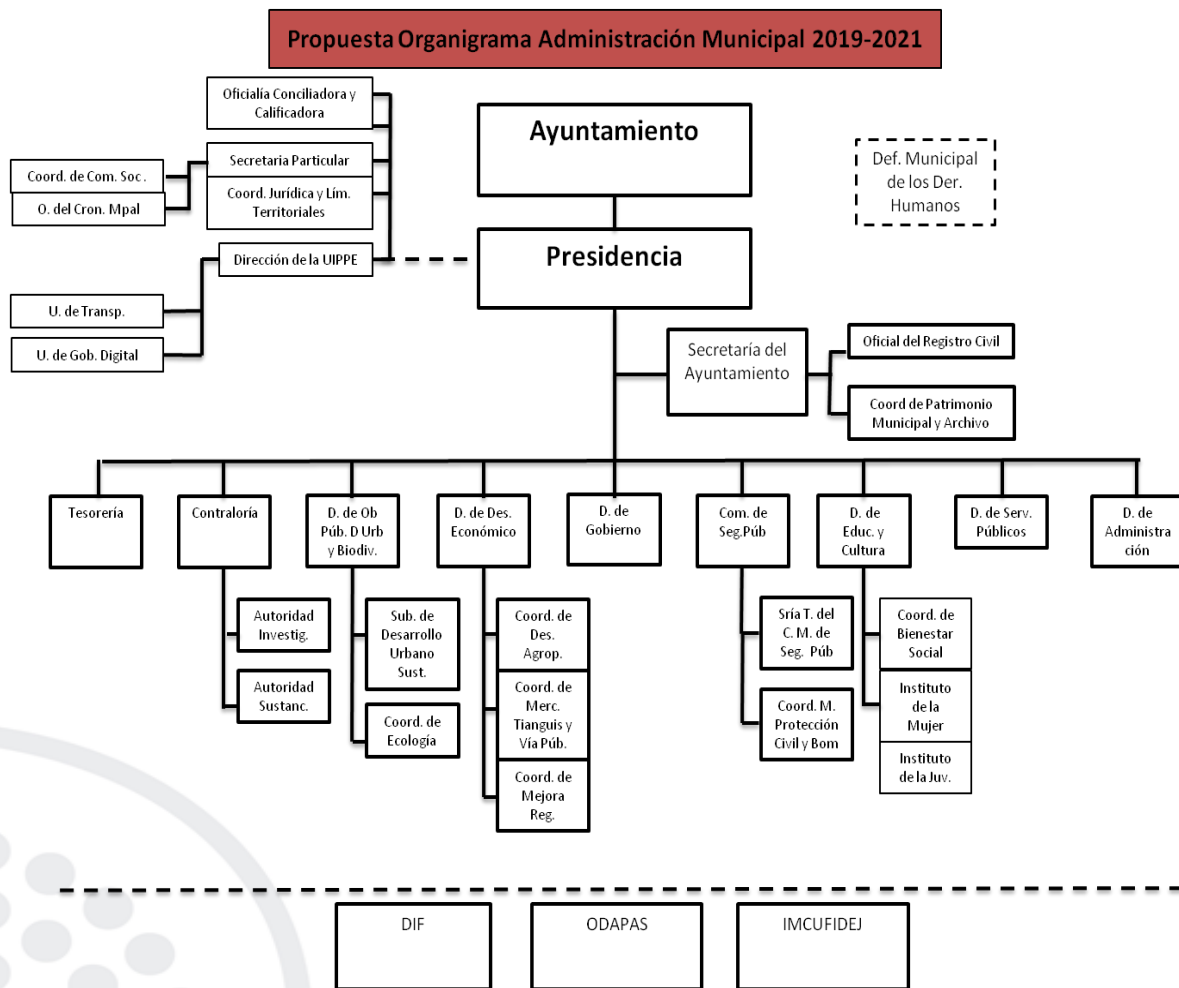 Propuesta Organigrama Administración Municipal 2019-2021
Oficialía Conciliadora y
Calificadora
Secretaria Particular
Coord. Jurídica y Lím.
Territoriales
Coord. de Com. Soc.
O. del Cron. Mpal
Dirección de la UIPPE
U. de Transp.
U. de Gob. Digital
Ayuntamiento
Presidencia
Def. Municipal
de los Der.
Humanos
Secretaría del
Ayuntamiento
Oficial del Registro Civil
Coord de Patrimonio
Municipal y Archivo
Tesorería
Contraloría
D. de Ob
Púb. D Urb
y Biodiv.
D. de Des.
Económico
D. de
Gobierno
Com. de
Seg.Púb
D. de
Educ. y
Cultura
D. de Serv.
Públicos
D. de
Administra
ción
Autoridad
Investig.
Autoridad
Sustanc.
Sub. de
Desarrollo
Urbano
Sust.
Coord. de
Ecología
Coord. de
Des.
Agrop.
Coord. de
Merc.
Tianguis y
Vía Púb.
Coord. de
Mejora
Reg.
Sría T. del
C. M. de
Seg. Púb
Coord. M.
Protección
Civil y Bom
Coord. de
Bienestar
Social
Instituto
de la
Mujer
Instituto
de la Juv.
DIF
ODAPAS
IMCUFIDEJ